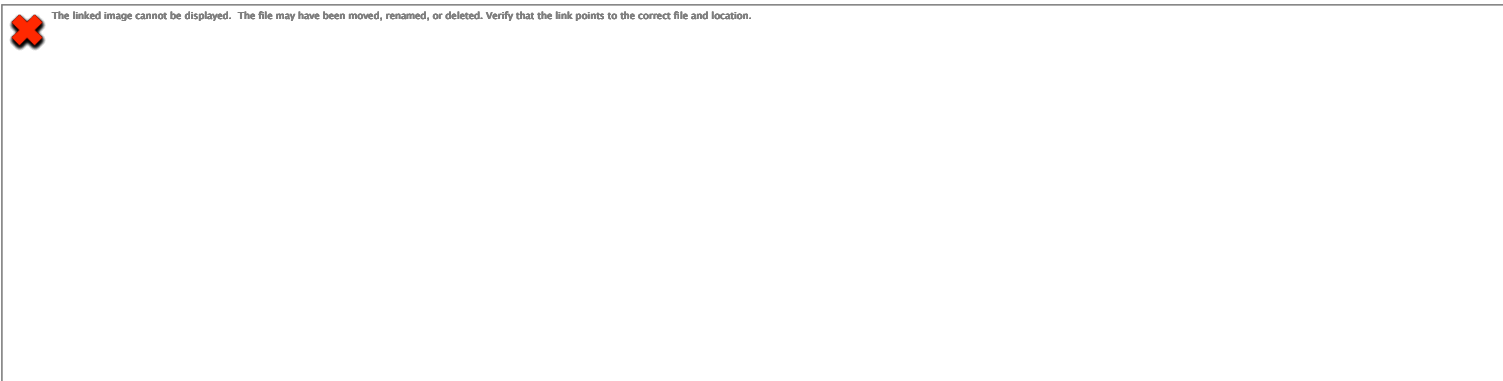 The linked image cannot be displayed.  The file may have been moved, renamed, or deleted. Verify that the link points to the correct file and location.